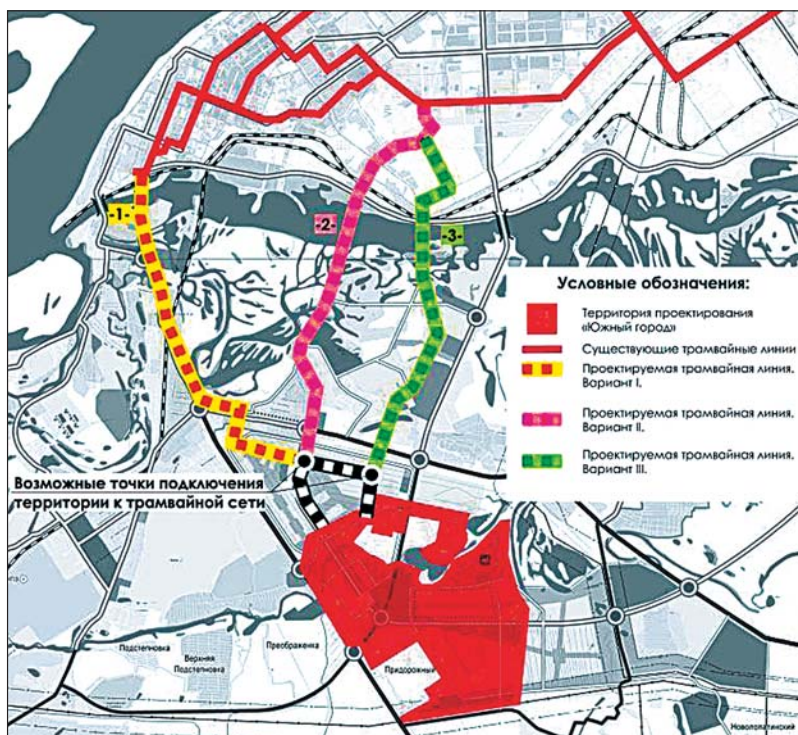 -1-
-2-
-3-
Условные обозначения:
Территория проектирования
«Южный город»
Существующие трамвайные линии
Проектируемая трамвайная линия.
Вариант I.
Проектируемая трамвайная линия.
Вариант II.
Проектируемая трамвайная линия.
Вариант III.
Возможные точки подключения
территории к трамвайной сети
Подстепновка
Верхняя
Подстепновка
Преображенка
Придорожный
Новолопатинский